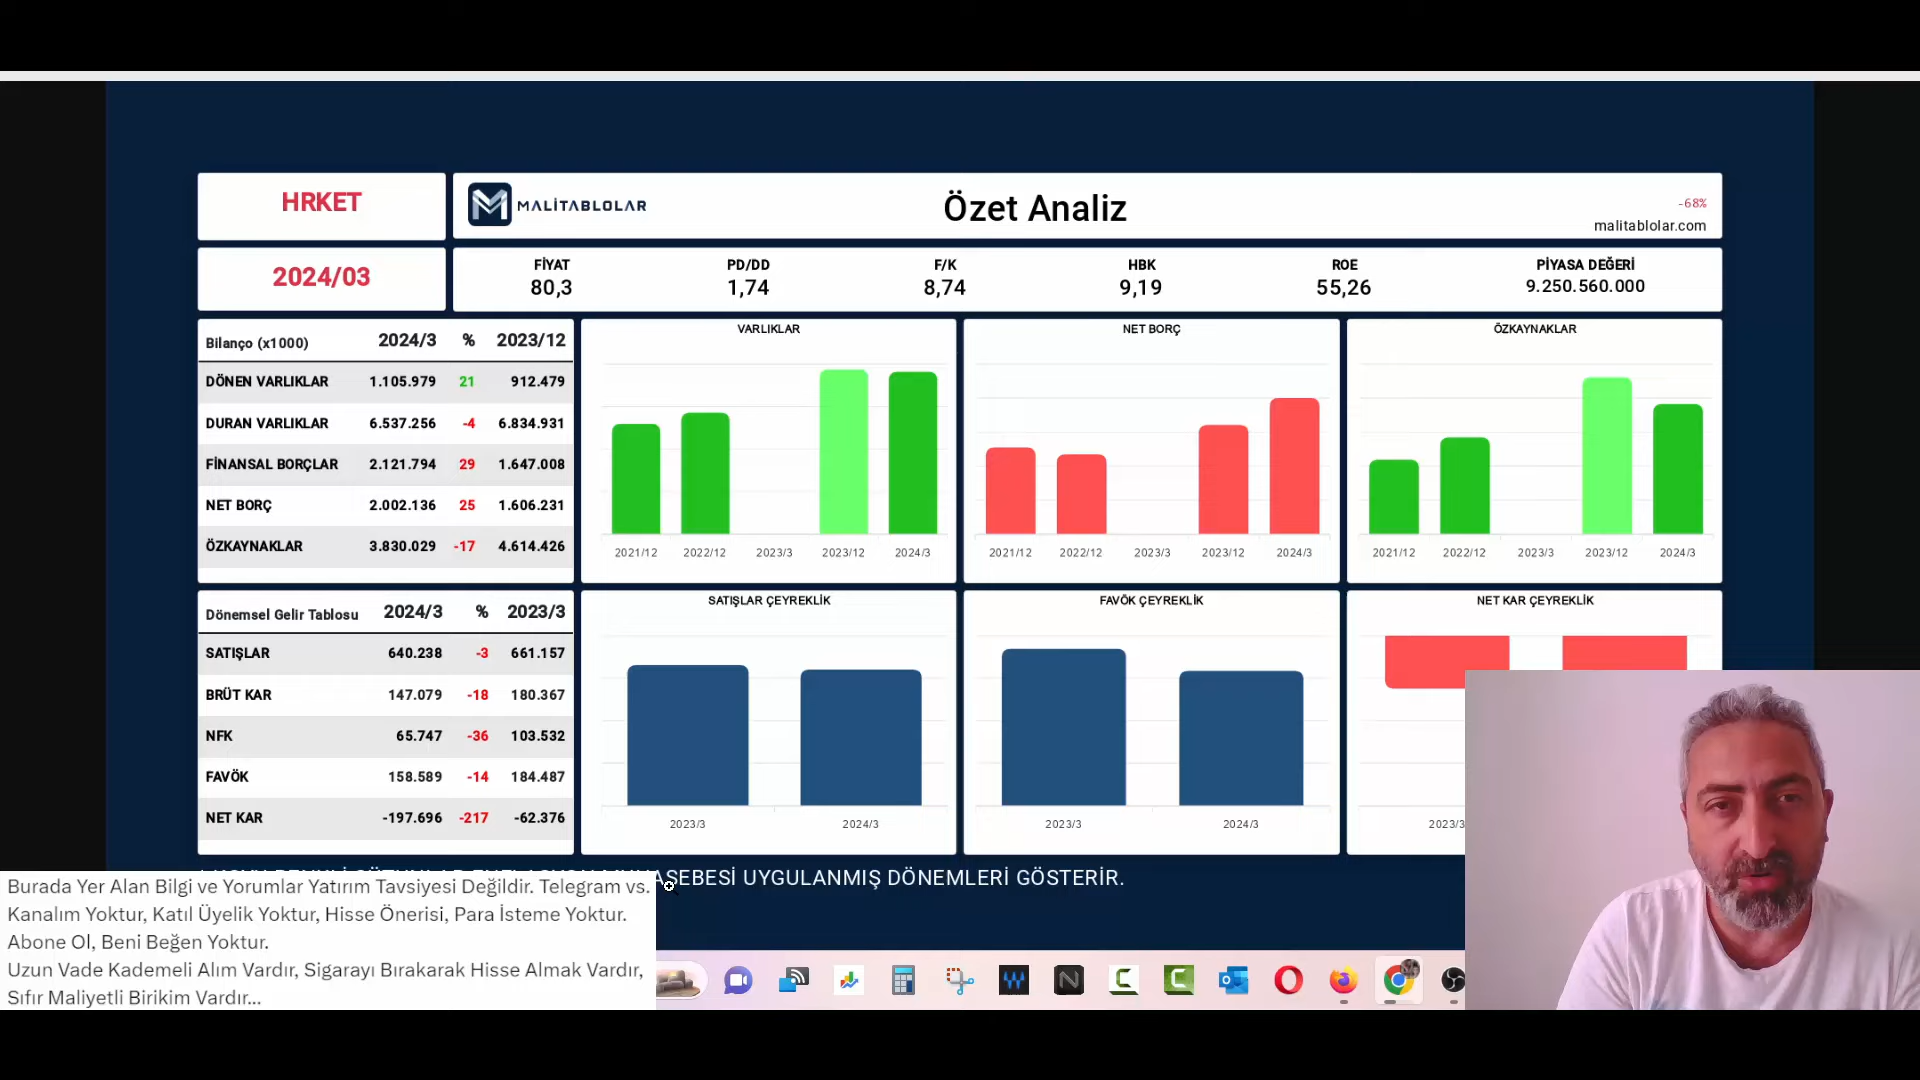 HRKET
MALİTABLOLAR
Özet Analiz
-68%
malitablolar.com
2024/03
FİYAT PD/DD F/K HBK ROE PİYASA DEĞERİ
80,3 1,74 8,74 9,19 55,26 9.250.560.000
Bilanço (x1000) 2024/3 % 2023/12
DÖNEN VARLIKLAR 1.105.979 21 912.479
DURAN VARLIKLAR 6.537.256 -4 6.834.931
FİNANSAL BORÇLAR 2.121.794 29 1.647.008
NET BORÇ 2.002.136 25 1.606.231
ÖZKAYNAKLAR 3.830.029 -17 4.614.426
VARLIKLAR
2021/12 2022/12 2023/3 2023/12 2024/3
NET BORÇ
2021/12 2022/12 2023/3 2023/12 2024/3
ÖZKAYNAKLAR
2021/12 2022/12 2023/3 2023/12 2024/3
Dönemsel Gelir Tablosu 2024/3 % 2023/3
SATIŞLAR 640.238 -3 661.157
BRÜT KAR 147.079 -18 180.367
NFK 65.747 -36 103.532
FAVÖK 158.589 -14 184.487
NET KAR -197.696 -217 -62.376
SATIŞLAR ÇEYREKLİK
2023/3 2024/3
FAVÖK ÇEYREKLİK
2023/3 2024/3
NET KAR ÇEYREKLİK
2023/3
UYGULANMIŞ DÖNEMLERİ GÖSTERİR.
Burada Yer Alan Bilgi ve Yorumlar Yatırım Tavsiyesi Değildir. Telegram vs.
Kanalım Yoktur, Katıl Üyelik Yoktur, Hisse Önerisi, Para İsteme Yoktur.
Abone Ol, Beni Beğen Yoktur.
Uzun Vade Kademeli Alım Vardır, Sigarayı Bırakarak Hisse Almak Vardır,
Sıfır Maliyetli Birikim Vardır...